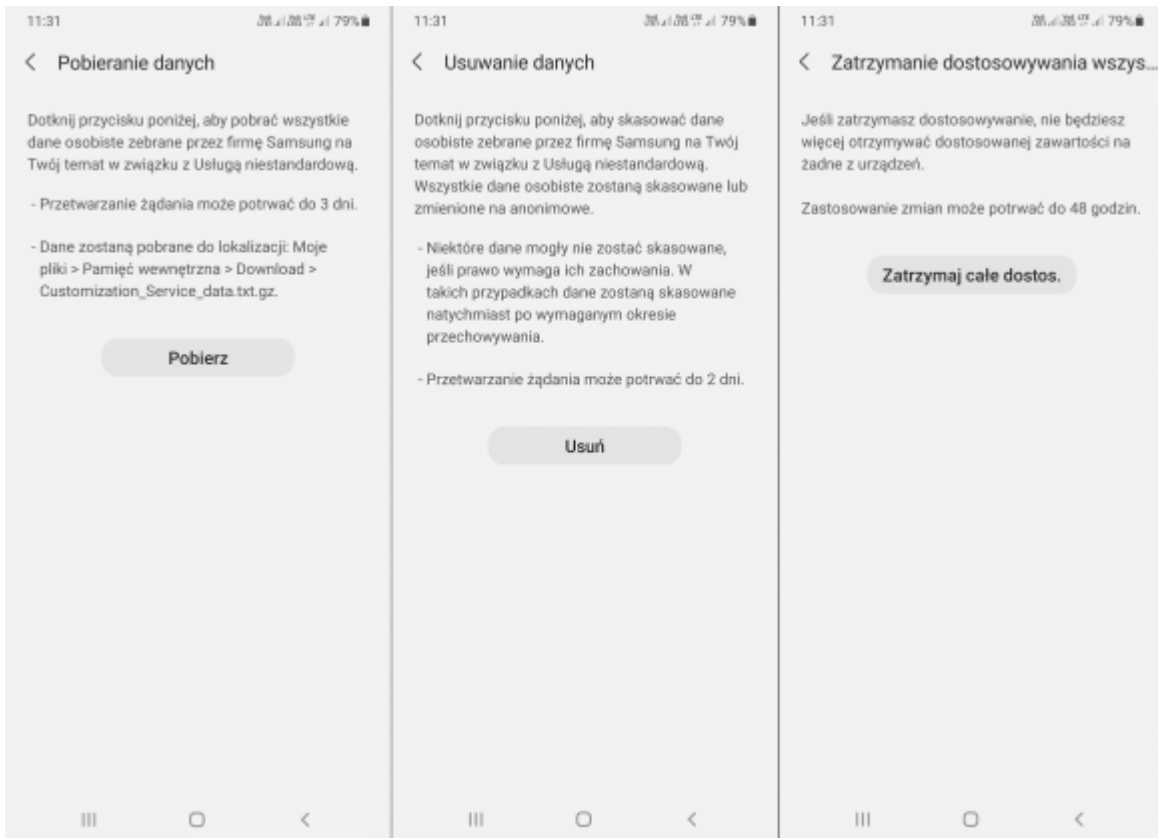 11:31
79%
Pobieranie danych
Dotknij przycisku poniżej, aby pobrać wszystkie
dane osobiste zebrane przez firmę Samsung na
Twój temat w związku z Usługą niestandardową.
- Przetwarzanie żądania może potrwać do 3 dni.
- Dane zostaną pobrane do lokalizacji: Moje
pliki > Pamięć wewnętrzna > Download >
Customization_Service_data.txt.gz.
Pobierz
11:31
79%
Usuwanie danych
Dotknij przycisku poniżej, aby skasować dane
osobiste zebrane przez firmę Samsung na Twój
temat w związku z Usługą niestandardową.
Wszystkie dane osobiste zostaną skasowane lub
zmienione na anonimowe.
- Niektóre dane mogły nie zostać skasowane,
jeśli prawo wymaga ich zachowania. W
takich przypadkach dane zostaną skasowane
natychmiast po wymaganym okresie
przechowywania.
- Przetwarzanie żądania może potrwać do 2 dni.
Usuń
11:31
79%
Zatrzymanie dostosowywania wszys...
Jeśli zatrzymasz dostosowywanie, nie będziesz
więcej otrzymywać dostosowanej zawartości na
żadne z urządzeń.
Zastosowanie zmian może potrwać do 48 godzin.
Zatrzymaj całe dostos.